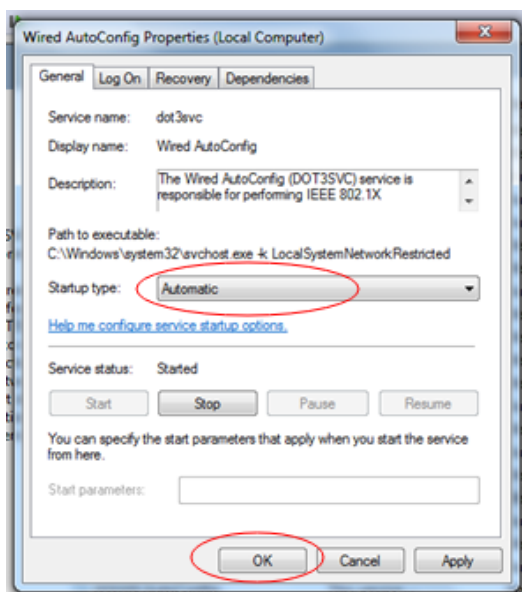 Wired AutoConfig Properties (Local Computer)
General Log On Recovery Dependencies
Service name: dot3svc
Display name: Wired AutoConfig
Description: The Wired AutoConfig (DOT3SVC) service is
responsible for performing IEEE 802.1X
Path to executable:
C:\Windows\system32\svchost.exe -k LocalSystemNetworkRestricted
Startup type: Automatic
Help me configure service startup options.
Service status: Started
Start Stop Pause Resume
You can specify the start parameters that apply when you start the service
from here.
Start parameters:
OK Cancel Apply